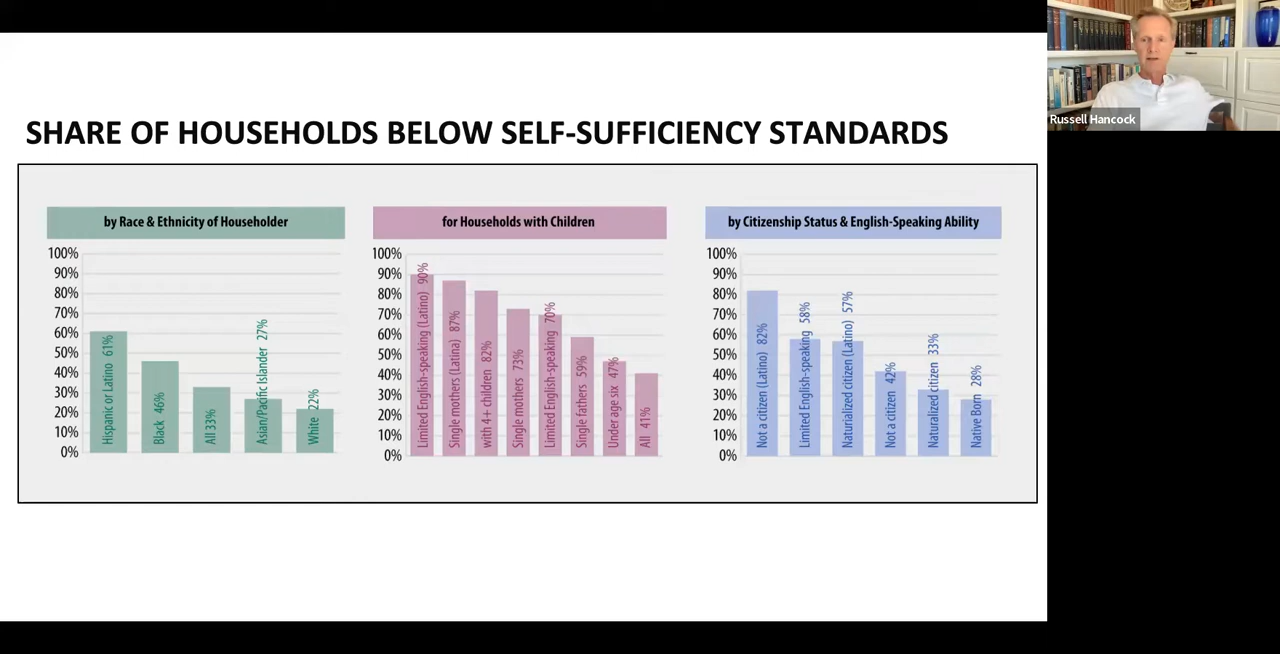 Russell Hancock
SHARE OF HOUSEHOLDS BELOW SELF-SUFFICIENCY STANDARDS
by Race & Ethnicity of Householder
100%
90%
80%
70%
60%
50%
40%
30%
20%
10%
0%
Hispanic or Latino 61%
Black 46%
All 33%
Asian/Pacific Islander 27%
White 22%
for Households with Children
100%
90%
80%
70%
60%
50%
40%
30%
20%
10%
0%
Limited English-speaking (Latino) 90%
Single mothers (Latina) 87%
with 4+ children 82%
Single mothers 73%
Limited English-speaking 70%
Single fathers 59%
Under age six 47%
All 41%
by Citizenship Status & English-Speaking Ability
100%
90%
80%
70%
60%
50%
40%
30%
20%
10%
0%
Not a citizen (Latino) 82%
Limited English-speaking 58%
Naturialized citizen (Latino) 57%
Not a citizen 42%
Naturalized citizen 33%
Native Born 28%